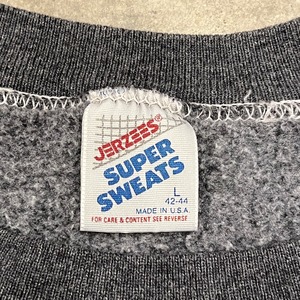 JERZEES®
SUPER
SWEATS
L
42-44
MADE IN U.S.A.
FOR CARE & CONTENT SEE REVERSE